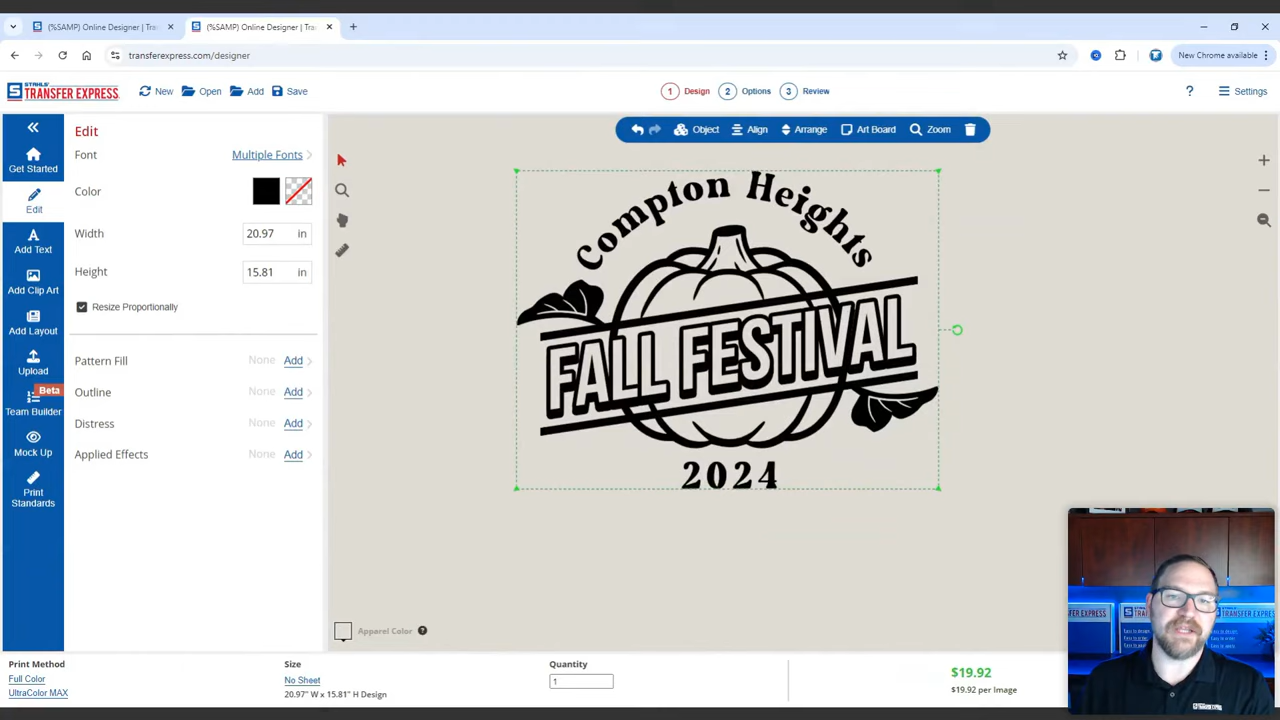 (%SAMP) Online Designer | Tra
(%SAMP) Online Designer | Tra
transferexpress.com/designer
New Chrome available
STAHLS'
TRANSFER EXPRESS
New
Open
Add
Save
1 Design
2 Options
3 Review
?
Settings
Get Started
Edit
Add Text
Add Clip Art
Add Layout
Upload
Beta
Team Builder
Mock Up
Print
Standards
Edit
Font
Multiple Fonts
Color
Width
20.97 in
Height
15.81 in
Resize Proportionally
Pattern Fill
None
Add
Outline
None
Add
Distress
None
Add
Applied Effects
None
Add
Object
Align
Arrange
Art Board
Zoom
Compton Heights
FALL FESTIVAL
2024
Apparel Color
?
Print Method
Full Color
UltraColor MAX
Size
No Sheet
20.97" W x 15.81" H Design
Quantity
1
$19.92
$19.92 per Image